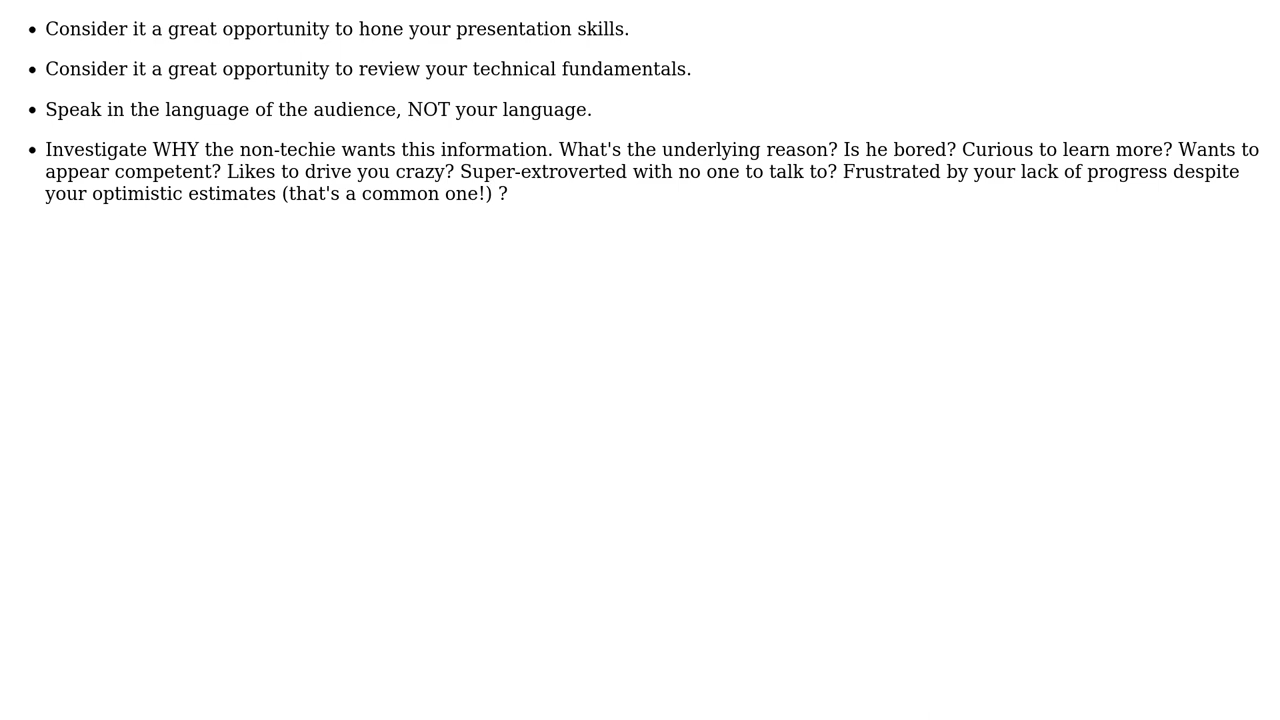 • Consider it a great opportunity to hone your presentation skills.
• Consider it a great opportunity to review your technical fundamentals.
• Speak in the language of the audience, NOT your language.
• Investigate WHY the non-techie wants this information. What's the underlying reason? Is he bored? Curious to learn more? Wants to
appear competent? Likes to drive you crazy? Super-extroverted with no one to talk to? Frustrated by your lack of progress despite
your optimistic estimates (that's a common one!) ?